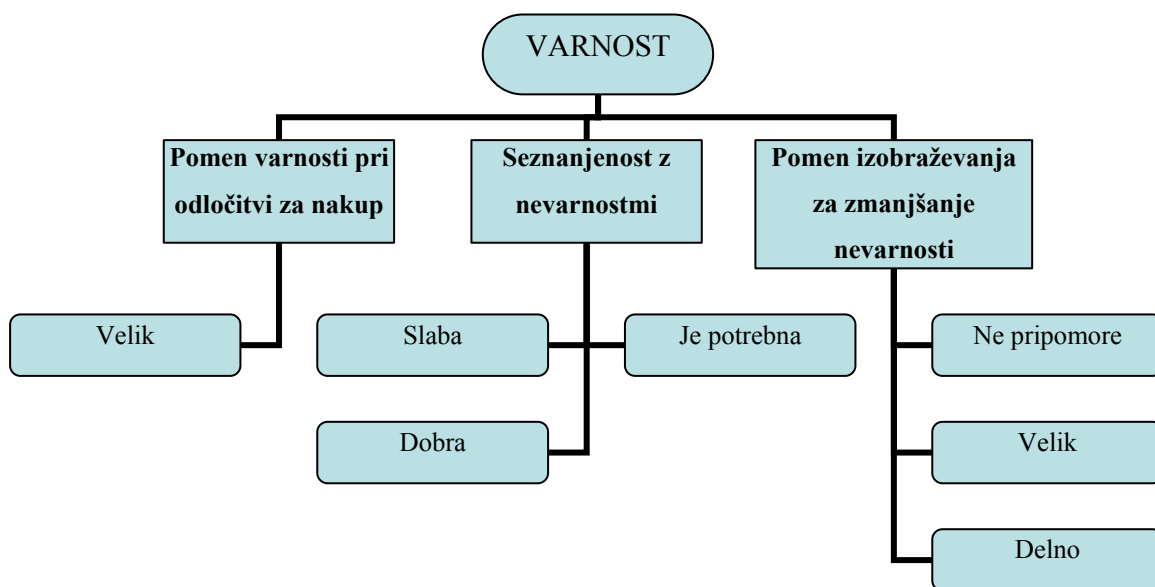 VARNOST
Pomen varnosti pri
odločitvi za nakup
Seznanjenost z
nevarnostmi
Pomen izobraževanja
za zmanjšanje
nevarnosti
Velik
Slaba
Je potrebna
Ne pripomore
Dobra
Velik
Delno